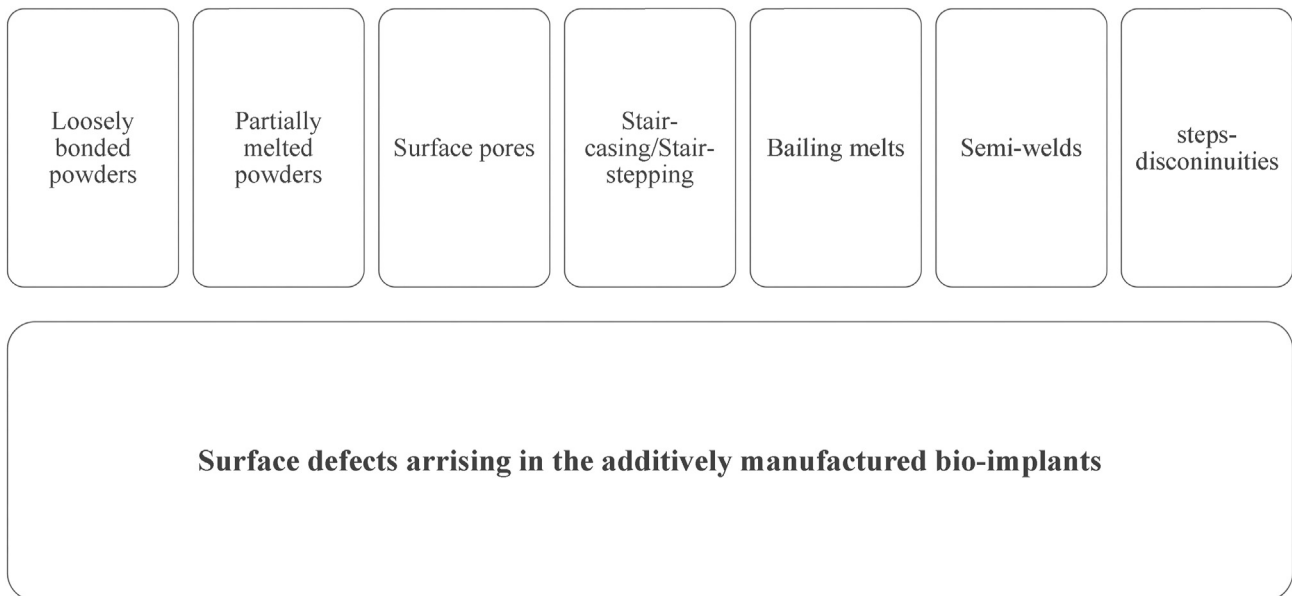 Loosely
bonded
powders
Partially
melted
powders
Surface pores
Stair-
casing/Stair-
stepping
Bailing melts
Semi-welds
steps-
disconinuities
Surface defects arrising in the additively manufactured bio-implants